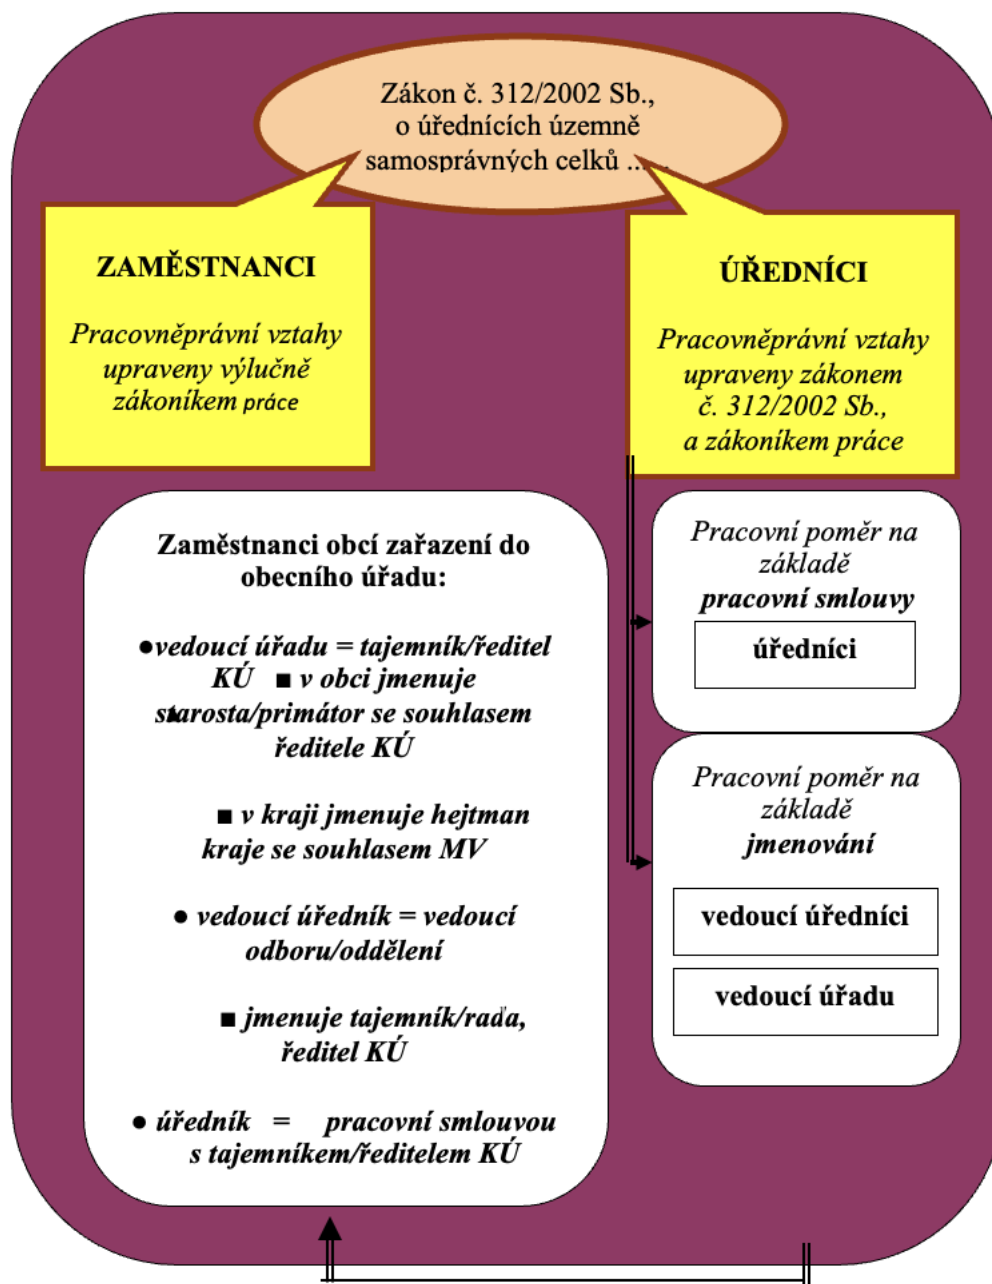 Zákon č. 312/2002 Sb.,
o úřednících územně
samosprávných celků .....
ZAMĚSTNANCI
Pracovněprávní vztahy
upraveny výlučně
zákoníkem práce
ÚŘEDNÍCI
Pracovněprávní vztahy
upraveny zákonem
č. 312/2002 Sb.,
a zákoníkem práce
Zaměstnanci obcí zařazení do
obecního úřadu:
●vedoucí úřadu = tajemník/ředitel
KÚ ■ v obci jmenuje
starosta/primátor se souhlasem
ředitele KÚ
■ v kraji jmenuje hejtman
kraje se souhlasem MV
● vedoucí úředník = vedoucí
odboru/oddělení
■ jmenuje tajemník/rada,
ředitel KÚ
● úředník = pracovní smlouvou
s tajemníkem/ředitelem KÚ
Pracovní poměr na
základě
pracovní smlouvy
úředníci
Pracovní poměr na
základě
jmenování
vedoucí úředníci
vedoucí úřadu